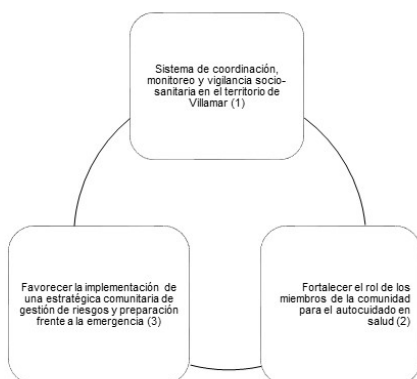 Sistema de coordinación,
monitoreo y vigilancia socio-
sanitaria en el territorio de
Villamar (1)
Favorecer la implementación de
una estratégica comunitaria de
gestión de riesgos y preparación
frente a la emergencia (3)
Fortalecer el rol de los
miembros de la comunidad
para el autocuidado en
salud (2)